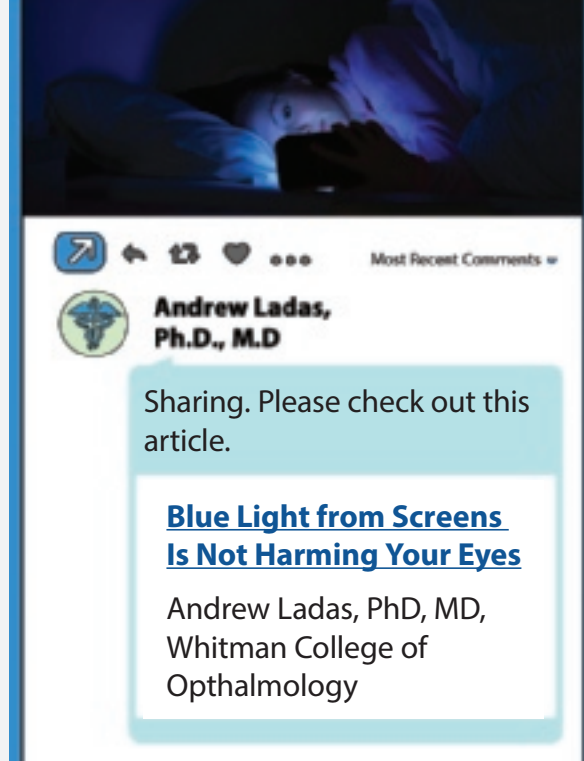 Most Recent Comments
Andrew Ladas,
Ph.D., M.D
Sharing. Please check out this
article.
Blue Light from Screens
Is Not Harming Your Eyes
Andrew Ladas, PhD, MD,
Whitman College of
Opthalmology